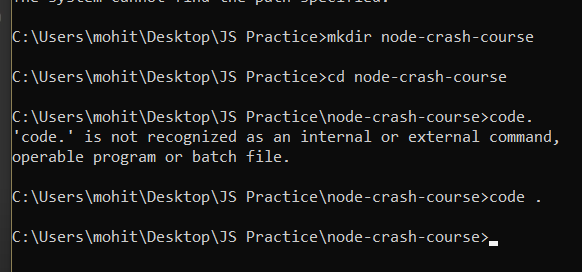 The system cannot find the path specified.
C:\Users\mohit\Desktop\JS Practice>mkdir node-crash-course
C:\Users\mohit\Desktop\JS Practice>cd node-crash-course
C:\Users\mohit\Desktop\JS Practice\node-crash-course>code.
'code.' is not recognized as an internal or external command,
operable program or batch file.
C:\Users\mohit\Desktop\JS Practice\node-crash-course>code .
C:\Users\mohit\Desktop\JS Practice\node-crash-course>